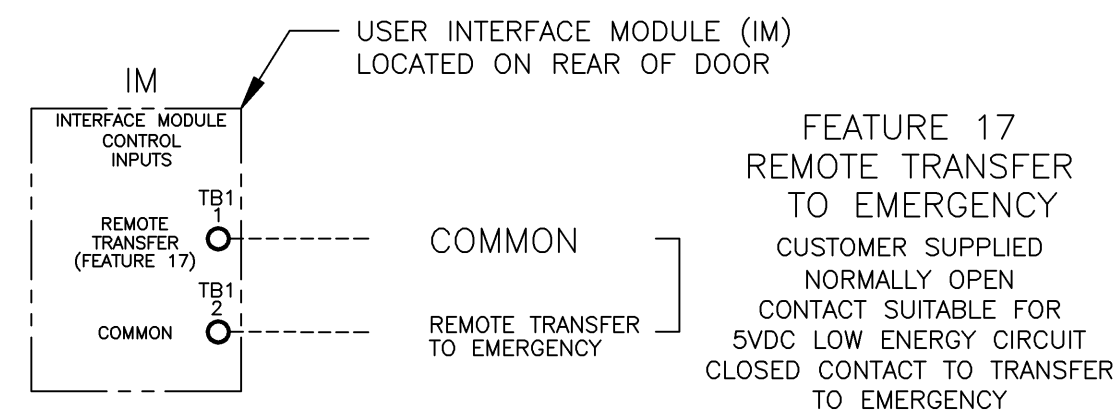 USER INTERFACE MODULE (IM)
LOCATED ON REAR OF DOOR
IM
INTERFACE MODULE
CONTROL
INPUTS
TB1
1
REMOTE
TRANSFER
(FEATURE 17)
COMMON
TB1
2
COMMON
REMOTE TRANSFER
TO EMERGENCY
FEATURE 17
REMOTE TRANSFER
TO EMERGENCY
CUSTOMER SUPPLIED
NORMALLY OPEN
CONTACT SUITABLE FOR
5VDC LOW ENERGY CIRCUIT
CLOSED CONTACT TO TRANSFER
TO EMERGENCY